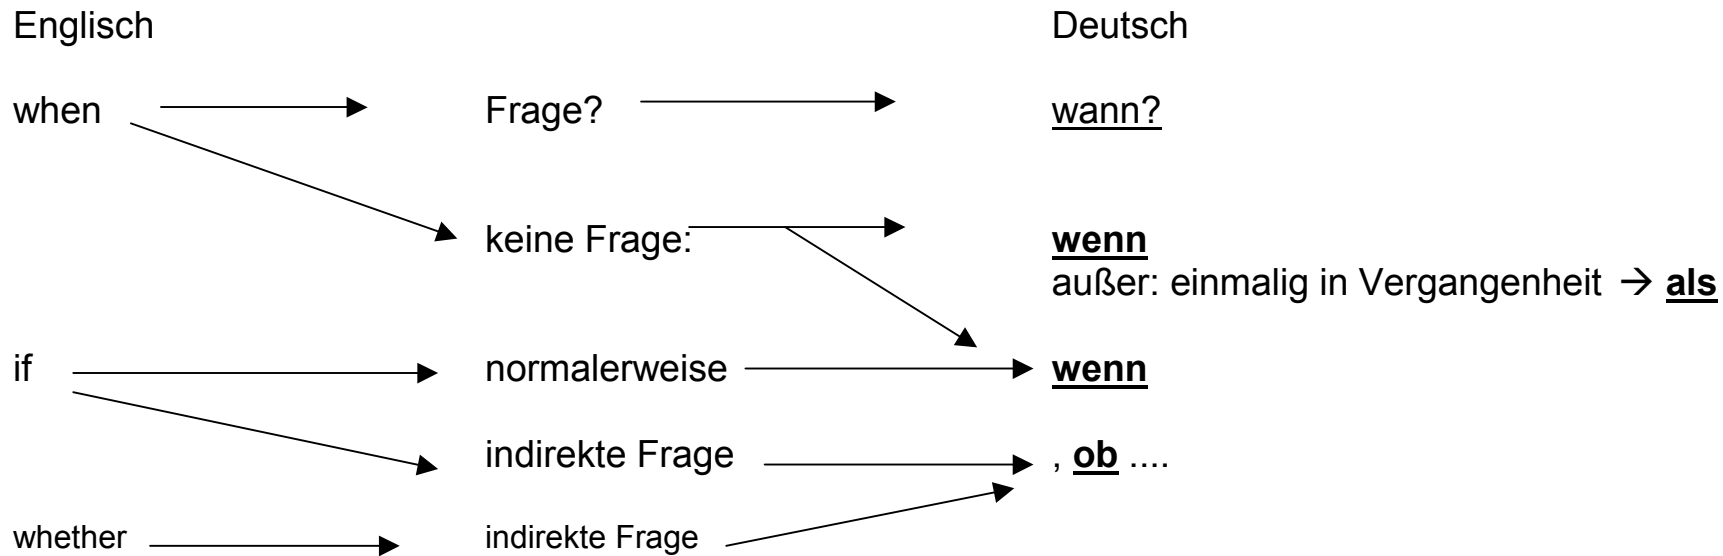 Englisch Deutsch
when Frage? wann?
keine Frage: wenn
außer: einmalig in Vergangenheit → als
if normalerweise wenn
indirekte Frage , ob ....
whether indirekte Frage